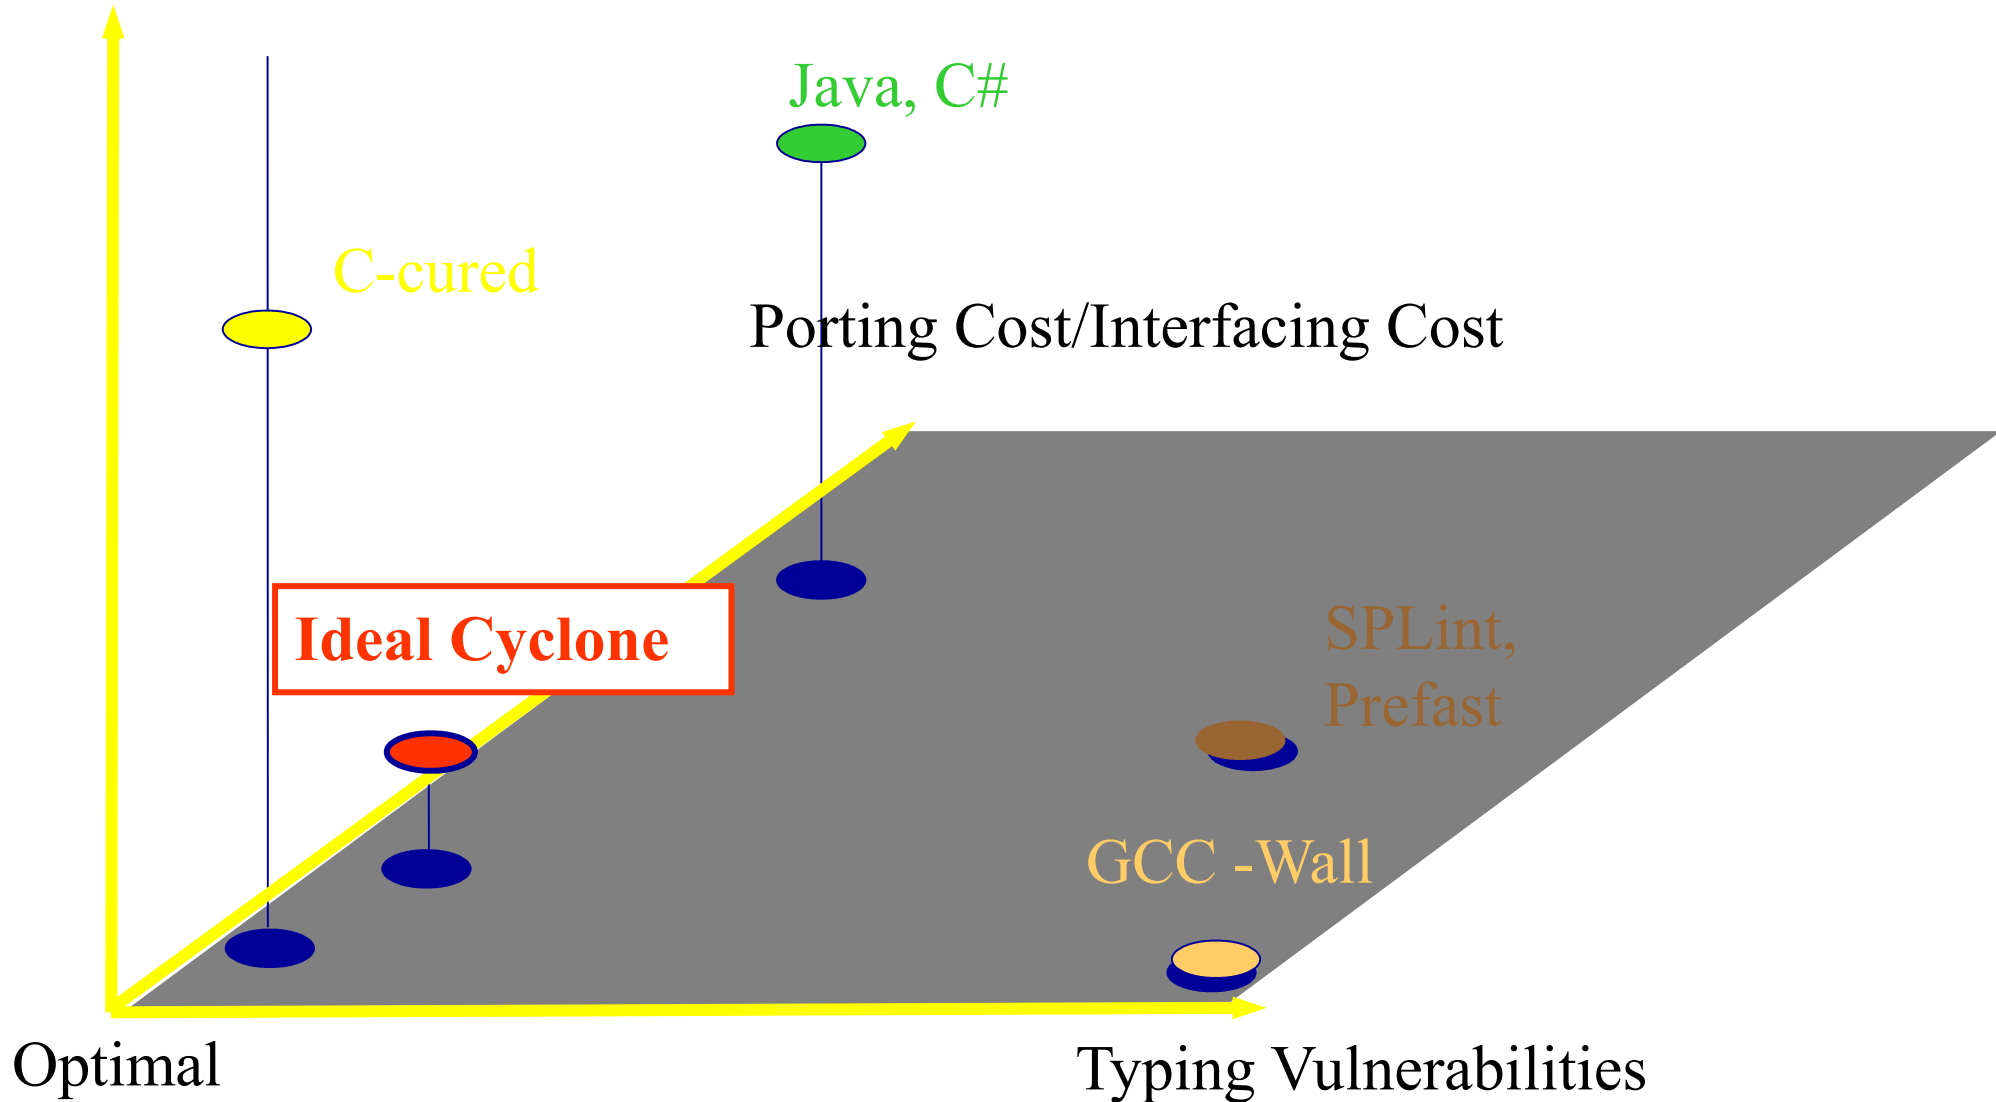 Java, C#
C-cured
Porting Cost/Interfacing Cost
Ideal Cyclone
SPLint,
Prefast
GCC -Wall
Optimal
Typing Vulnerabilities